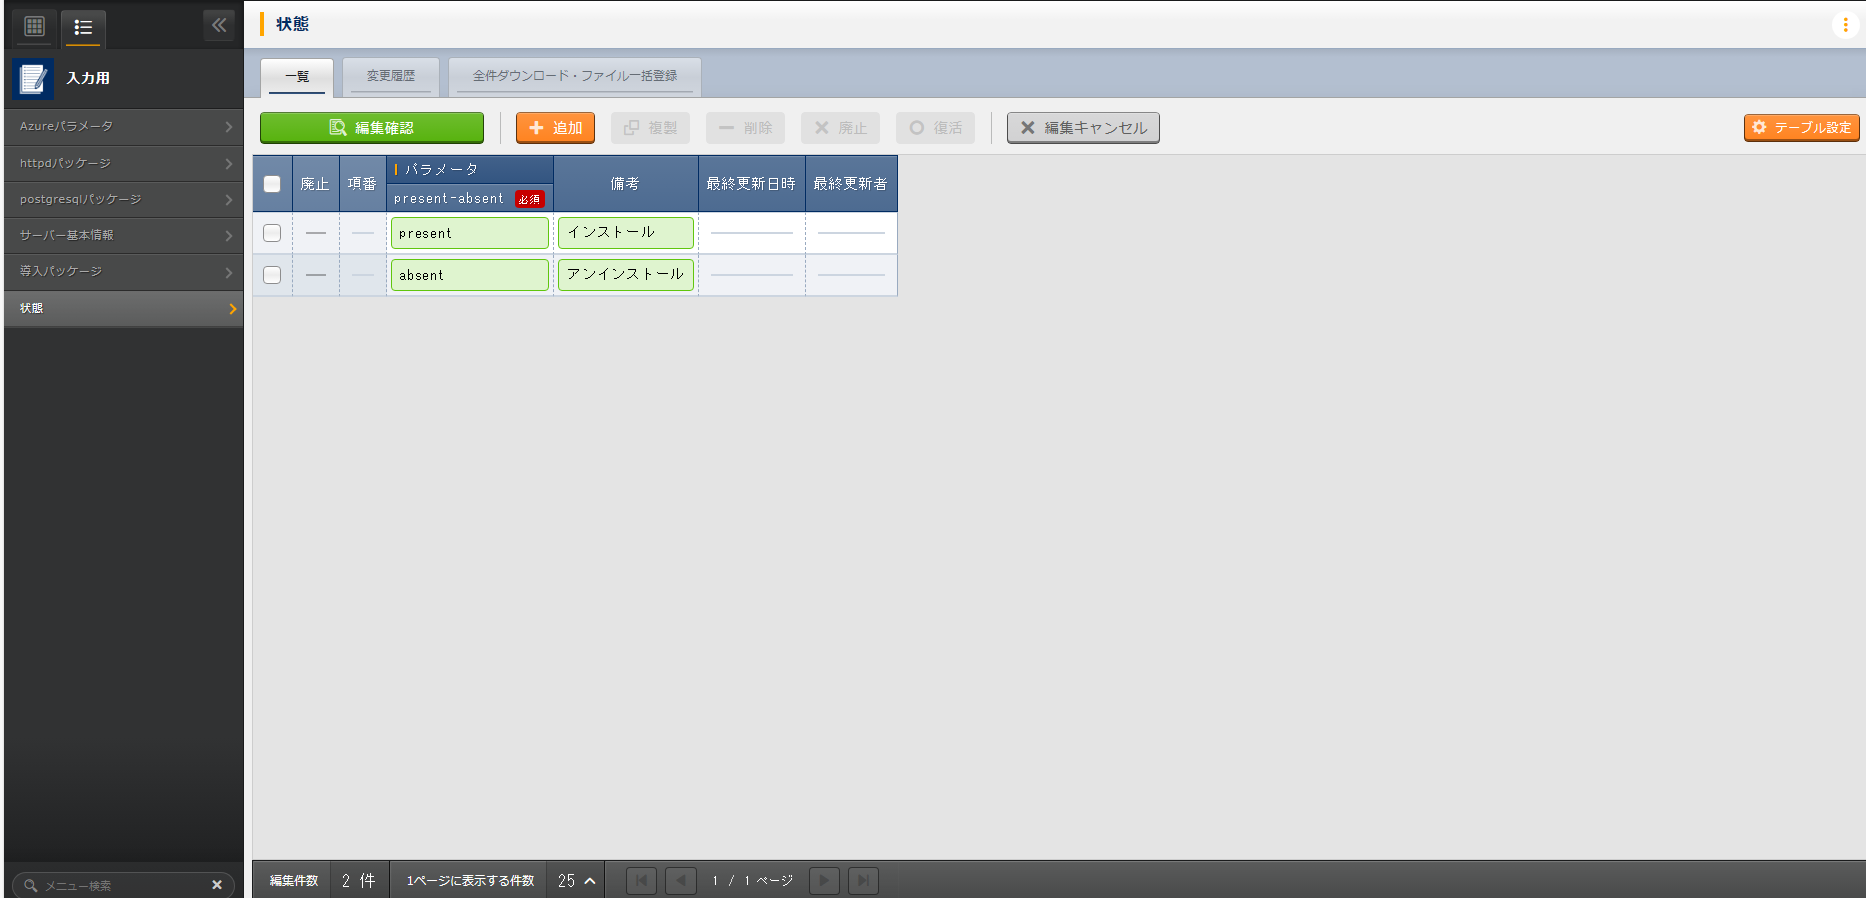 状態
入力用
Azureパラメータ
httpdパッケージ
postgresqlパッケージ
サーバー基本情報
導入パッケージ
状態
メニュー検索
一覧 変更履歴 全件ダウンロード・ファイル一括登録
編集確認 追加 複製 削除 廃止 復活 編集キャンセル テーブル設定
廃止 項番 パラメータ 備考 最終更新日時 最終更新者
present-absent 必須
present インストール
absent アンインストール
編集件数 2 件 1ページに表示する件数 25 1 / 1 ページ